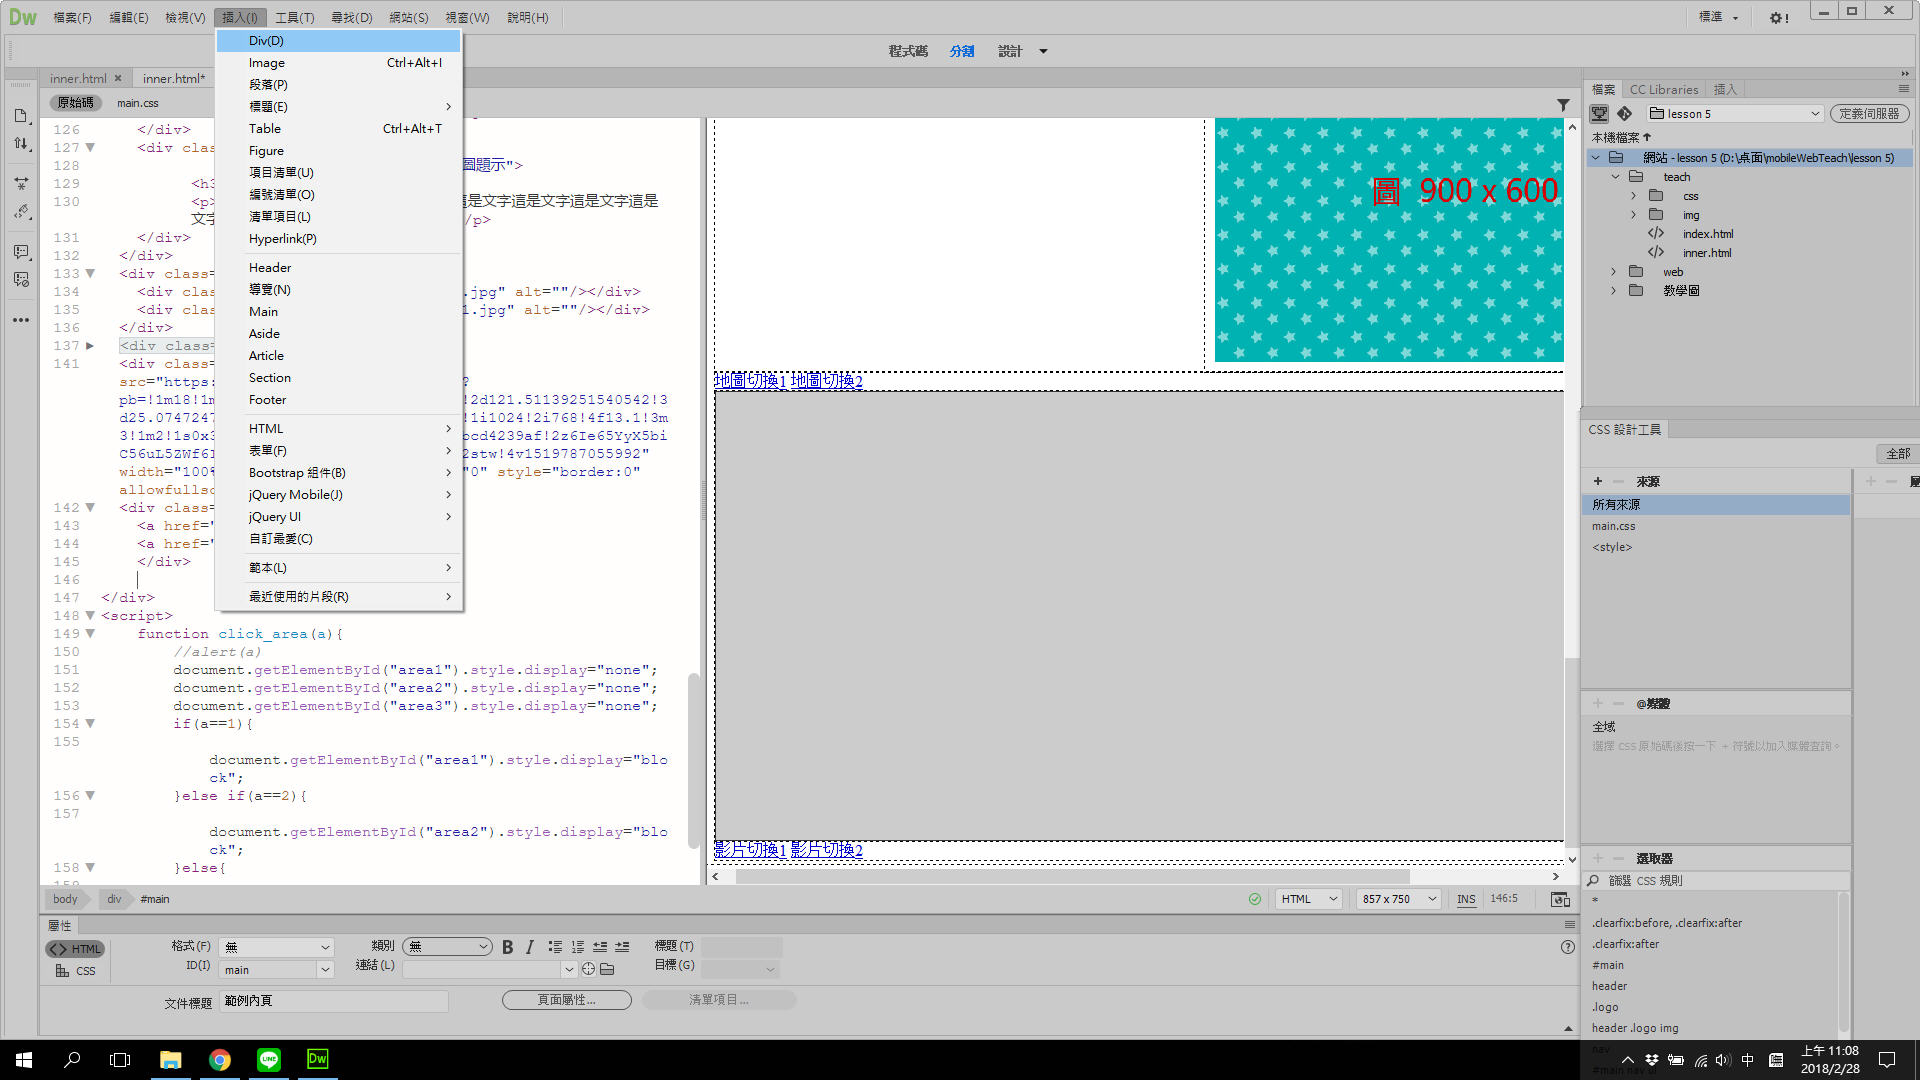 Dw 檔案(F) 編輯(E) 檢視(V) 插入(I) 工具(T) 尋找(D) 網站(S) 視窗(W) 說明(H) 標準
程式碼 分割 設計
inner.html × inner.html*
原始碼 main.css
Div(D)
Image Ctrl+Alt+I
段落(P)
標題(E)
Table Ctrl+Alt+T
Figure
項目清單(U)
編號清單(O)
清單項目(L)
Hyperlink(P)
Header
導覽(N)
Main
Aside
Article
Section
Footer
HTML
表單(F)
Bootstrap 組件(B)
jQuery Mobile(J)
jQuery UI
自訂最愛(C)
範本(L)
最近使用的片段(R)
126 </div>
127 <div clas
128 圖題示">
129 <h3
130 <p> 這是文字這是文字這是文字這是
文字 /p>
131 </div>
132 </div>
133 <div class=
134 <div clas .jpg" alt=""/></div>
135 <div clas 1.jpg" alt=""/></div>
136 </div>
137 <div class=
141 <div class=
src="https: ?
pb=!1m18!1m !2d121.51139251540542!3
d25.0747247 !1i1024!2i768!4f13.1!3m
3!1m2!1s0x3 bcd4239af!2z6Ie65YyX5bi
C56uL5ZWf6I 2stw!4v1519787055992"
width="100% "0" style="border:0"
allowfullsc
142 <div class=
143 <a href="
144 <a href="
145 </div>
146
147 </div>
148 <script>
149 function click_area(a){
150 //alert(a)
151 document.getElementById("area1").style.display="none";
152 document.getElementById("area2").style.display="none";
153 document.getElementById("area3").style.display="none";
154 if(a==1){
155
document.getElementById("area1").style.display="blo
ck";
156 }else if(a==2){
157
document.getElementById("area2").style.display="blo
ck";
158 }else{
圖 900 x 600
地圖切換1 地圖切換2
影片切換1 影片切換2
body div #main
HTML 857 x 750 INS 146:5
屬性
HTML 格式(F) 無 類別 無 B I 標題(T)
CSS ID(I) main 連結(L) 目標(G)
文件標題 範例內頁 頁面屬性... 清單項目...
檔案 CC Libraries 插入
lesson 5 定義伺服器
本機檔案
網站 - lesson 5 (D:\桌面\mobileWebTeach\lesson 5)
teach
css
img
index.html
inner.html
web
教學圖
CSS 設計工具
全部
+ − 來源
所有來源
main.css
<style>
+ − @媒體
全域
選擇 CSS 原始碼後按一下 + 符號以加入媒體查詢。
+ − 選取器
篩選 CSS 規則
*
.clearfix:before, .clearfix:after
.clearfix:after
#main
header
.logo
header .logo img
nav
#main nav ul
中
上午 11:08
2018/2/28